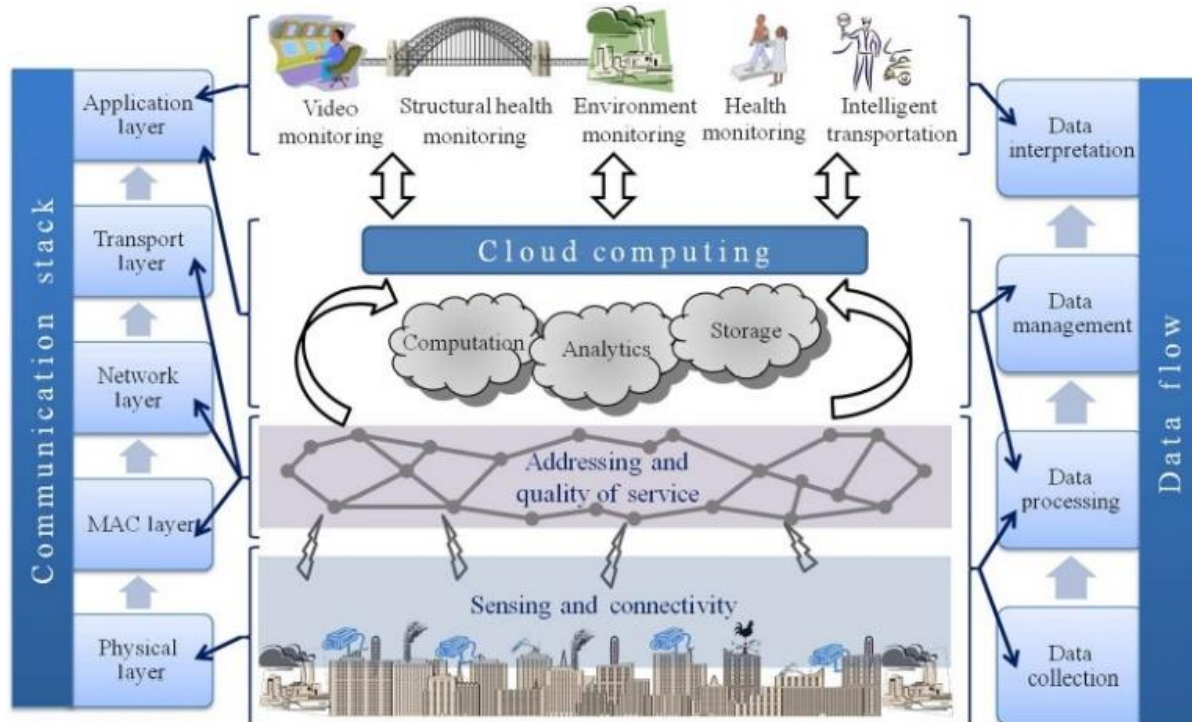 Communication stack
Application
layer
Transport
layer
Network
layer
MAC layer
Physical
layer
Video
monitoring
Structural health
monitoring
Environment
monitoring
Health
monitoring
Intelligent
transportation
Cloud computing
Computation
Analytics
Storage
Addressing and
quality of service
Sensing and connectivity
Data
interpretation
Data
management
Data
processing
Data
collection
Data flow